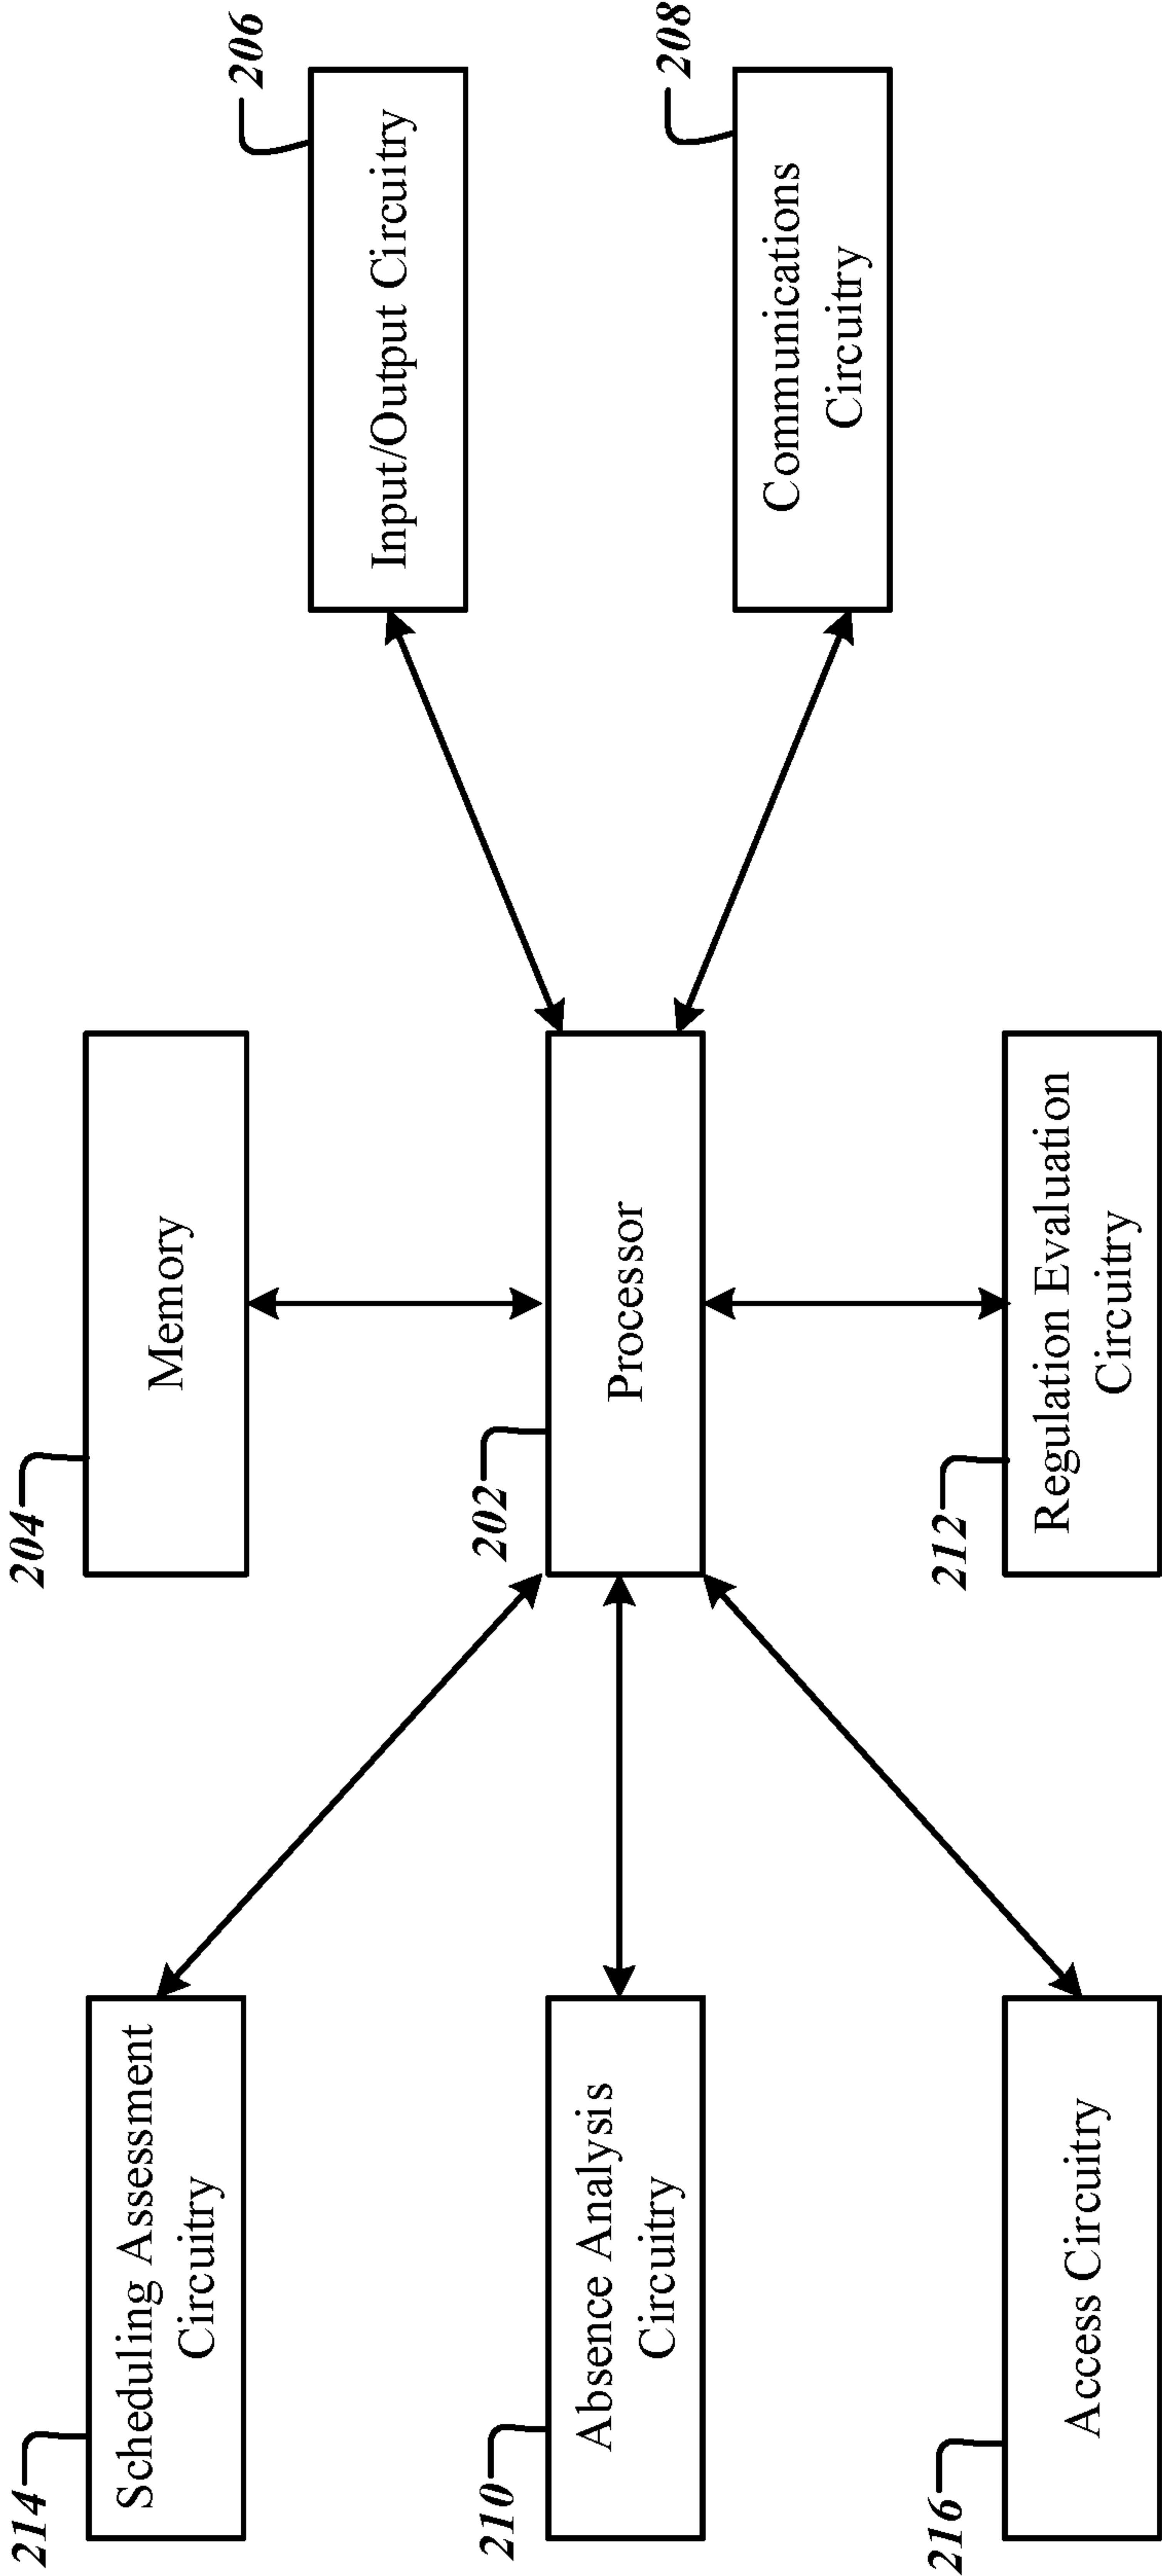 214
Scheduling Assessment
Circuitry
204
Memory
206
Input/Output Circuitry
210
Absence Analysis
Circuitry
202
Processor
208
Communications
Circuitry
216
Access Circuitry
212
Regulation Evaluation
Circuitry